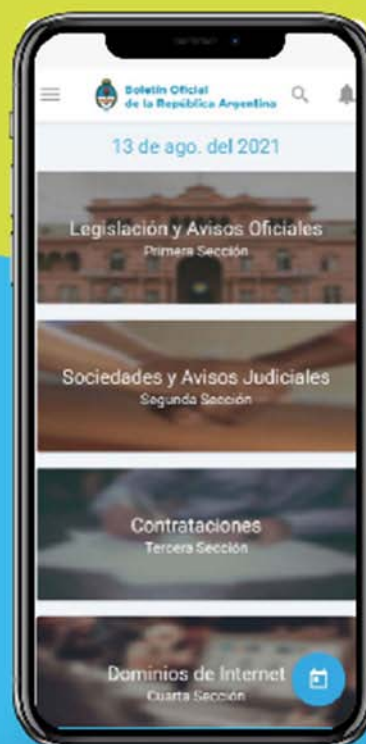 Boletín Oficial
de la República Argentina
13 de ago. del 2021
Legislación y Avisos Oficiales
Primera Sección
Sociedades y Avisos Judiciales
Segunda Sección
Contrataciones
Tercera Sección
Dominios de Internet
Cuarta Sección